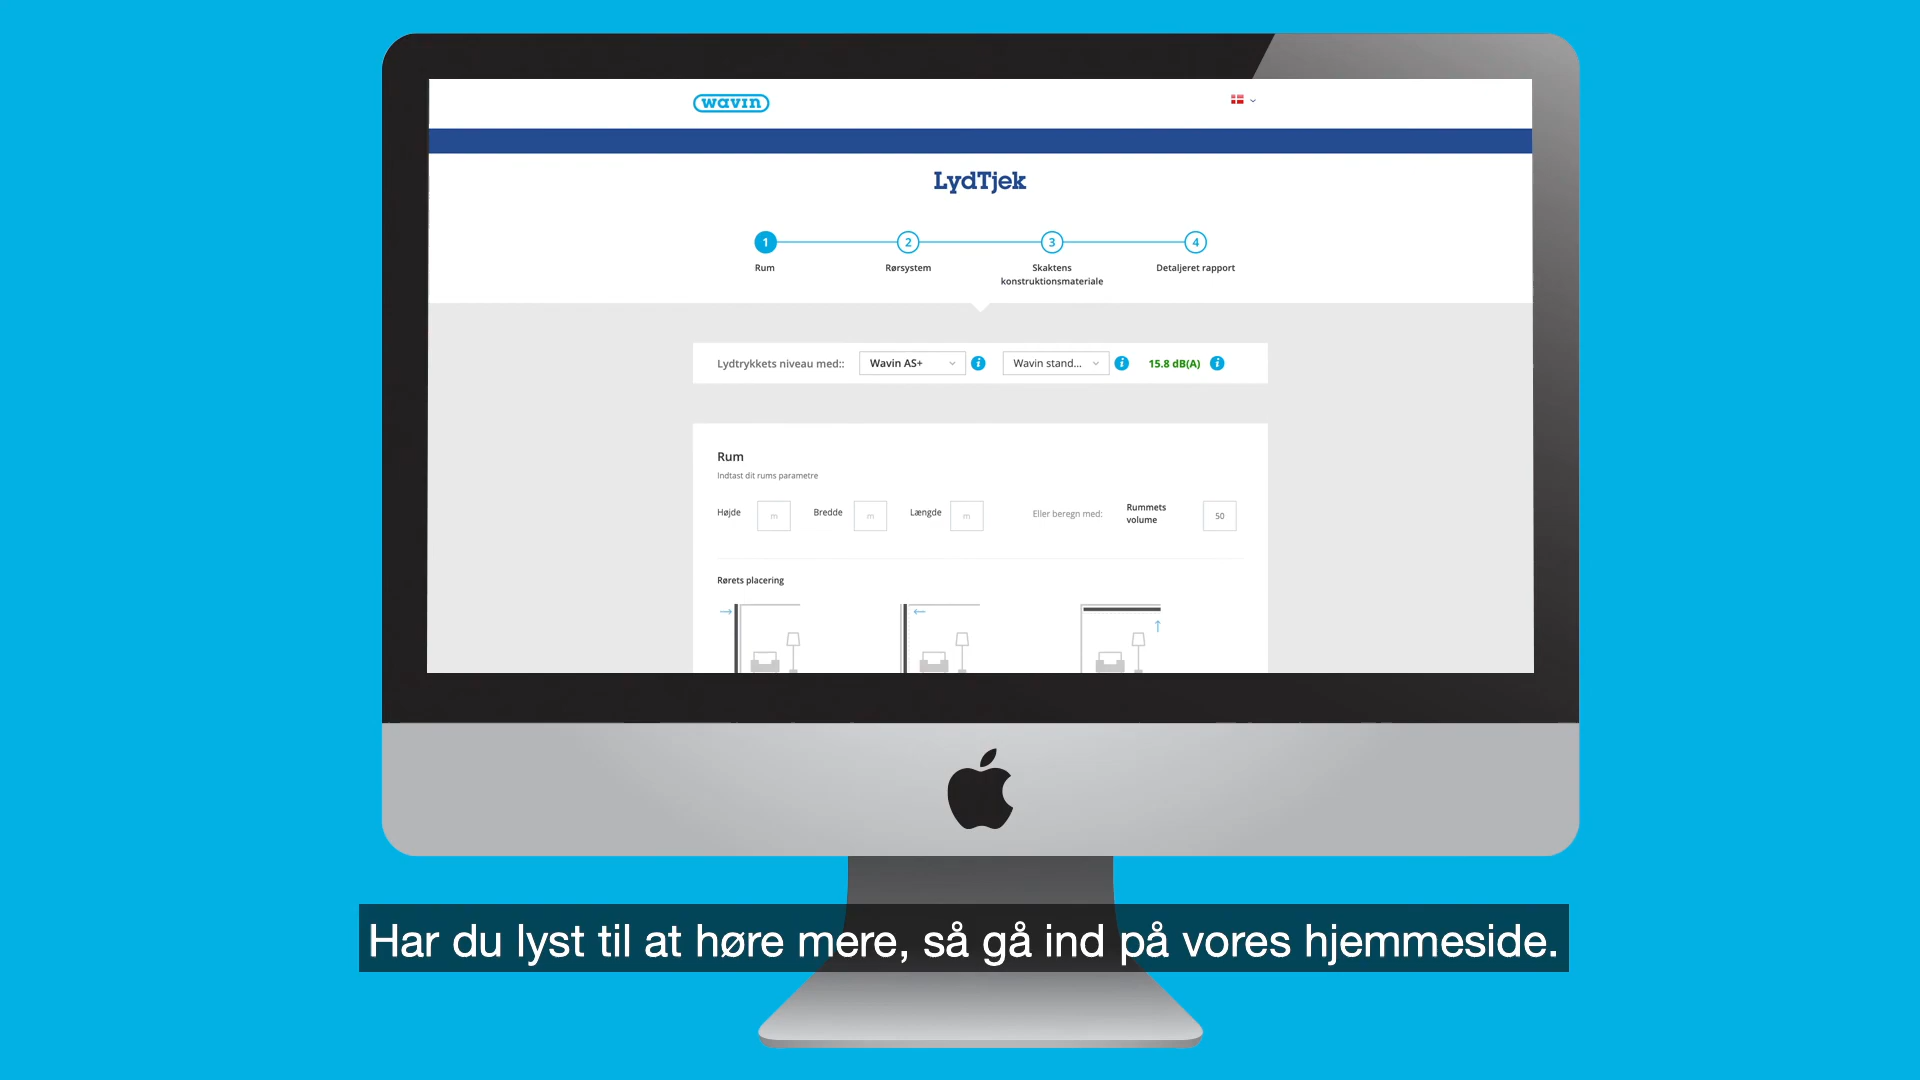 wavin
LydTjek
1 2 3 4
Rum Rørsystem Skaktens konstruktionsmateriale Detaljeret rapport
Lydtrykkets niveau med:: Wavin AS+ i Wavin stand... i 15.8 dB(A) i
Rum
Indtast dit rums parametre
Højde m Bredde m Længde m Eller beregn med: Rummets volume 50
Rørets placering
Har du lyst til at høre mere, så gå ind på vores hjemmeside.